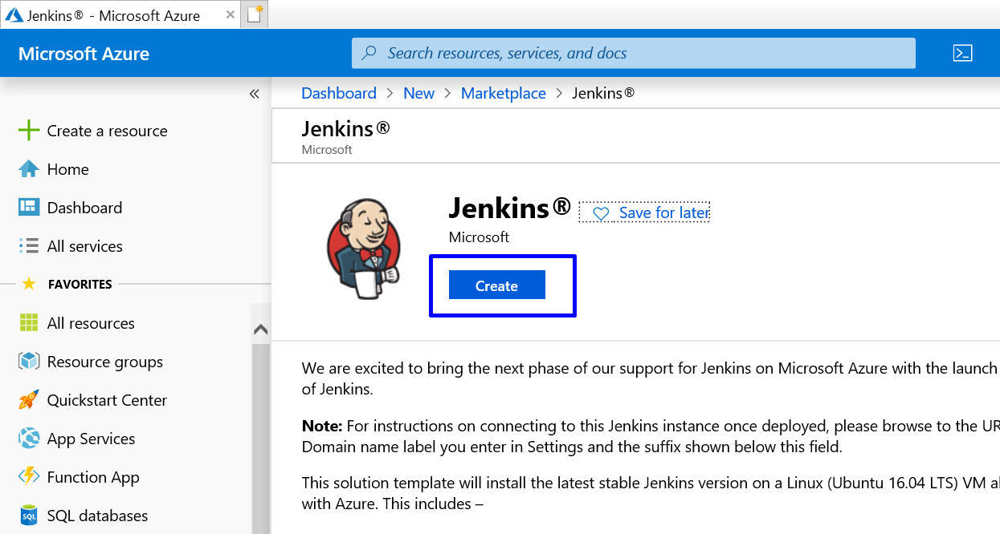 Jenkins® - Microsoft Azure
Microsoft Azure
Search resources, services, and docs
Dashboard > New > Marketplace > Jenkins®
Jenkins®
Microsoft
Create a resource
Home
Dashboard
All services
FAVORITES
All resources
Resource groups
Quickstart Center
App Services
Function App
SQL
SQL databases
Jenkins®
Save for later
Microsoft
Create
We are excited to bring the next phase of our support for Jenkins on Microsoft Azure with the launch
of Jenkins.
Note: For instructions on connecting to this Jenkins instance once deployed, please browse to the
Domain name label you enter in Settings and the suffix shown below this field.
This solution template will install the latest stable Jenkins version on a Linux (Ubuntu 16.04 LTS) VM
with Azure. This includes –